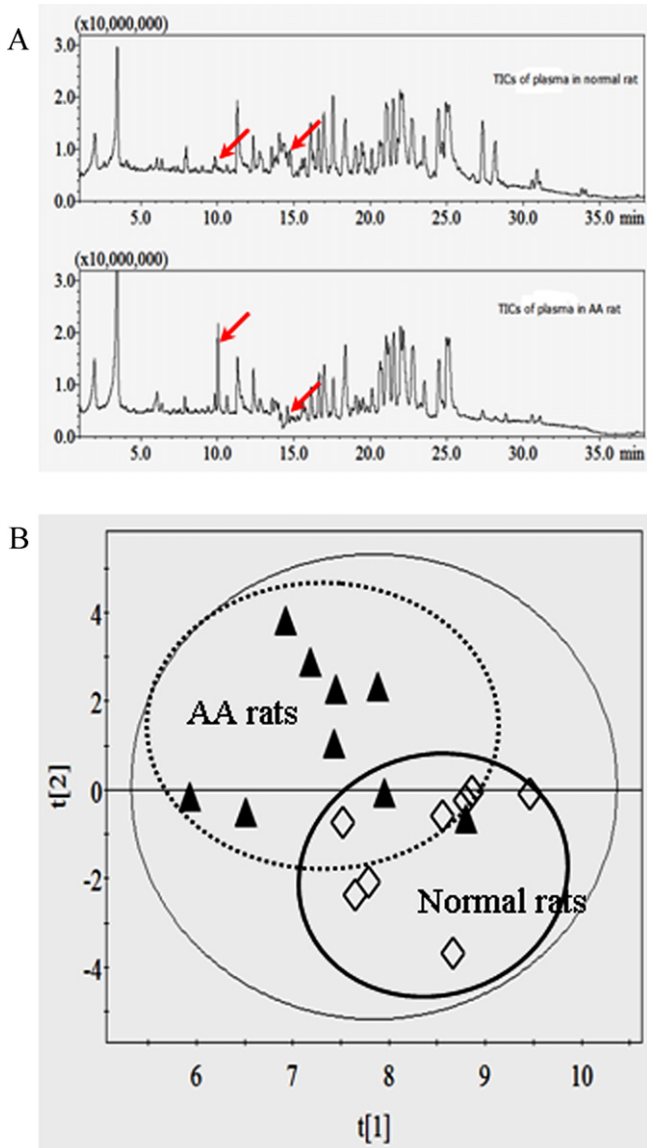 A
(x10,000,000)
3.0
TICs of plasma in normal rat
2.0
1.0
0.0
5.0 10.0 15.0 20.0 25.0 30.0 35.0 min
(x10,000,000)
3.0
TICs of plasma in AA rat
2.0
1.0
0.0
5.0 10.0 15.0 20.0 25.0 30.0 35.0 min
B
4
2
AA rats
t[2]
0
-2
Normal rats
-4
6 7 8 9 10
t[1]